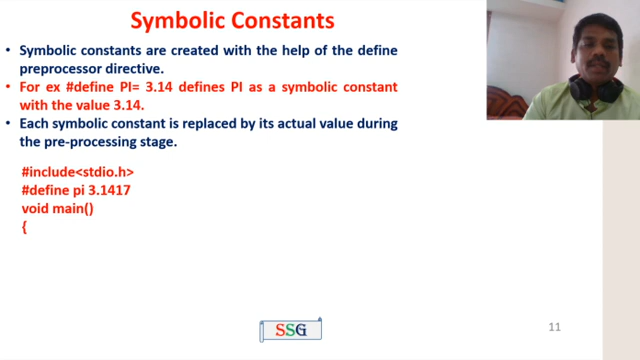 Symbolic Constants
• Symbolic constants are created with the help of the define
preprocessor directive.
• For ex #define PI= 3.14 defines PI as a symbolic constant
with the value 3.14.
• Each symbolic constant is replaced by its actual value during
the pre-processing stage.
#include<stdio.h>
#define pi 3.1417
void main()
{
SSG
11